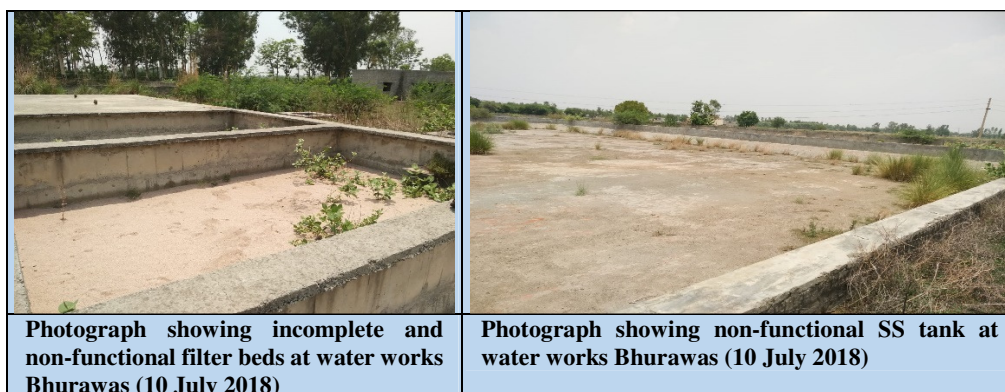 Photograph showing incomplete and
non-functional filter beds at water works
Bhurawas (10 July 2018)
Photograph showing non-functional SS tank at
water works Bhurawas (10 July 2018)